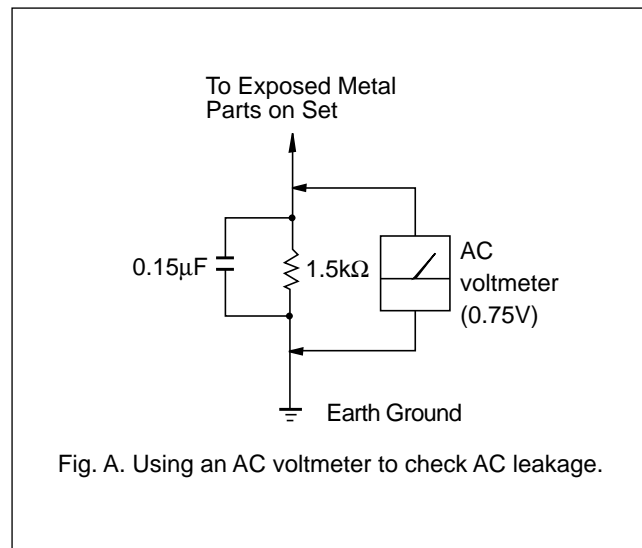 To Exposed Metal
Parts on Set
0.15μF
1.5kΩ
AC
voltmeter
(0.75V)
Earth Ground
Fig. A. Using an AC voltmeter to check AC leakage.